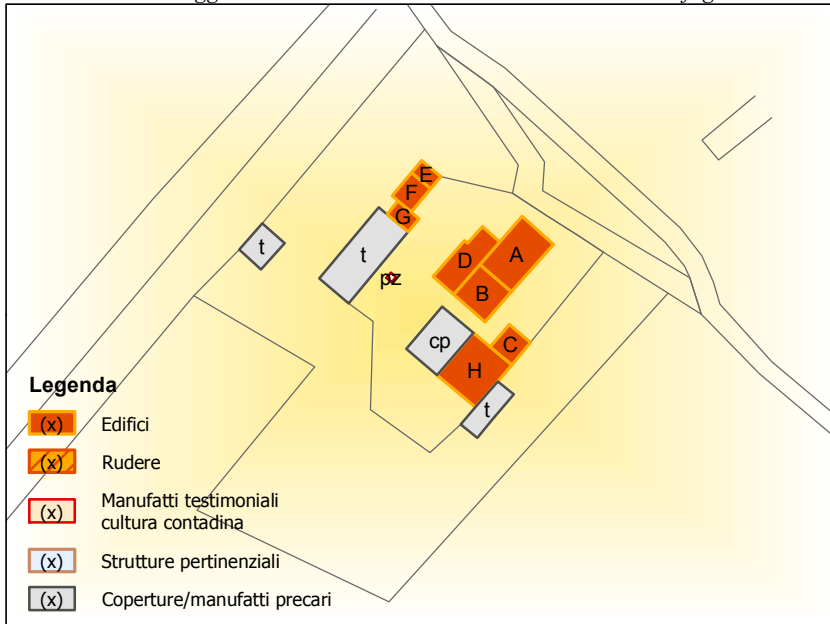 E
F
G
t
t
pz
D
A
B
cp
C
H
t
Legenda
(x) Edifici
(x) Rudere
(x) Manufatti testimoniali
cultura contadina
(x) Strutture pertinenziali
(x) Coperture/manufatti precari